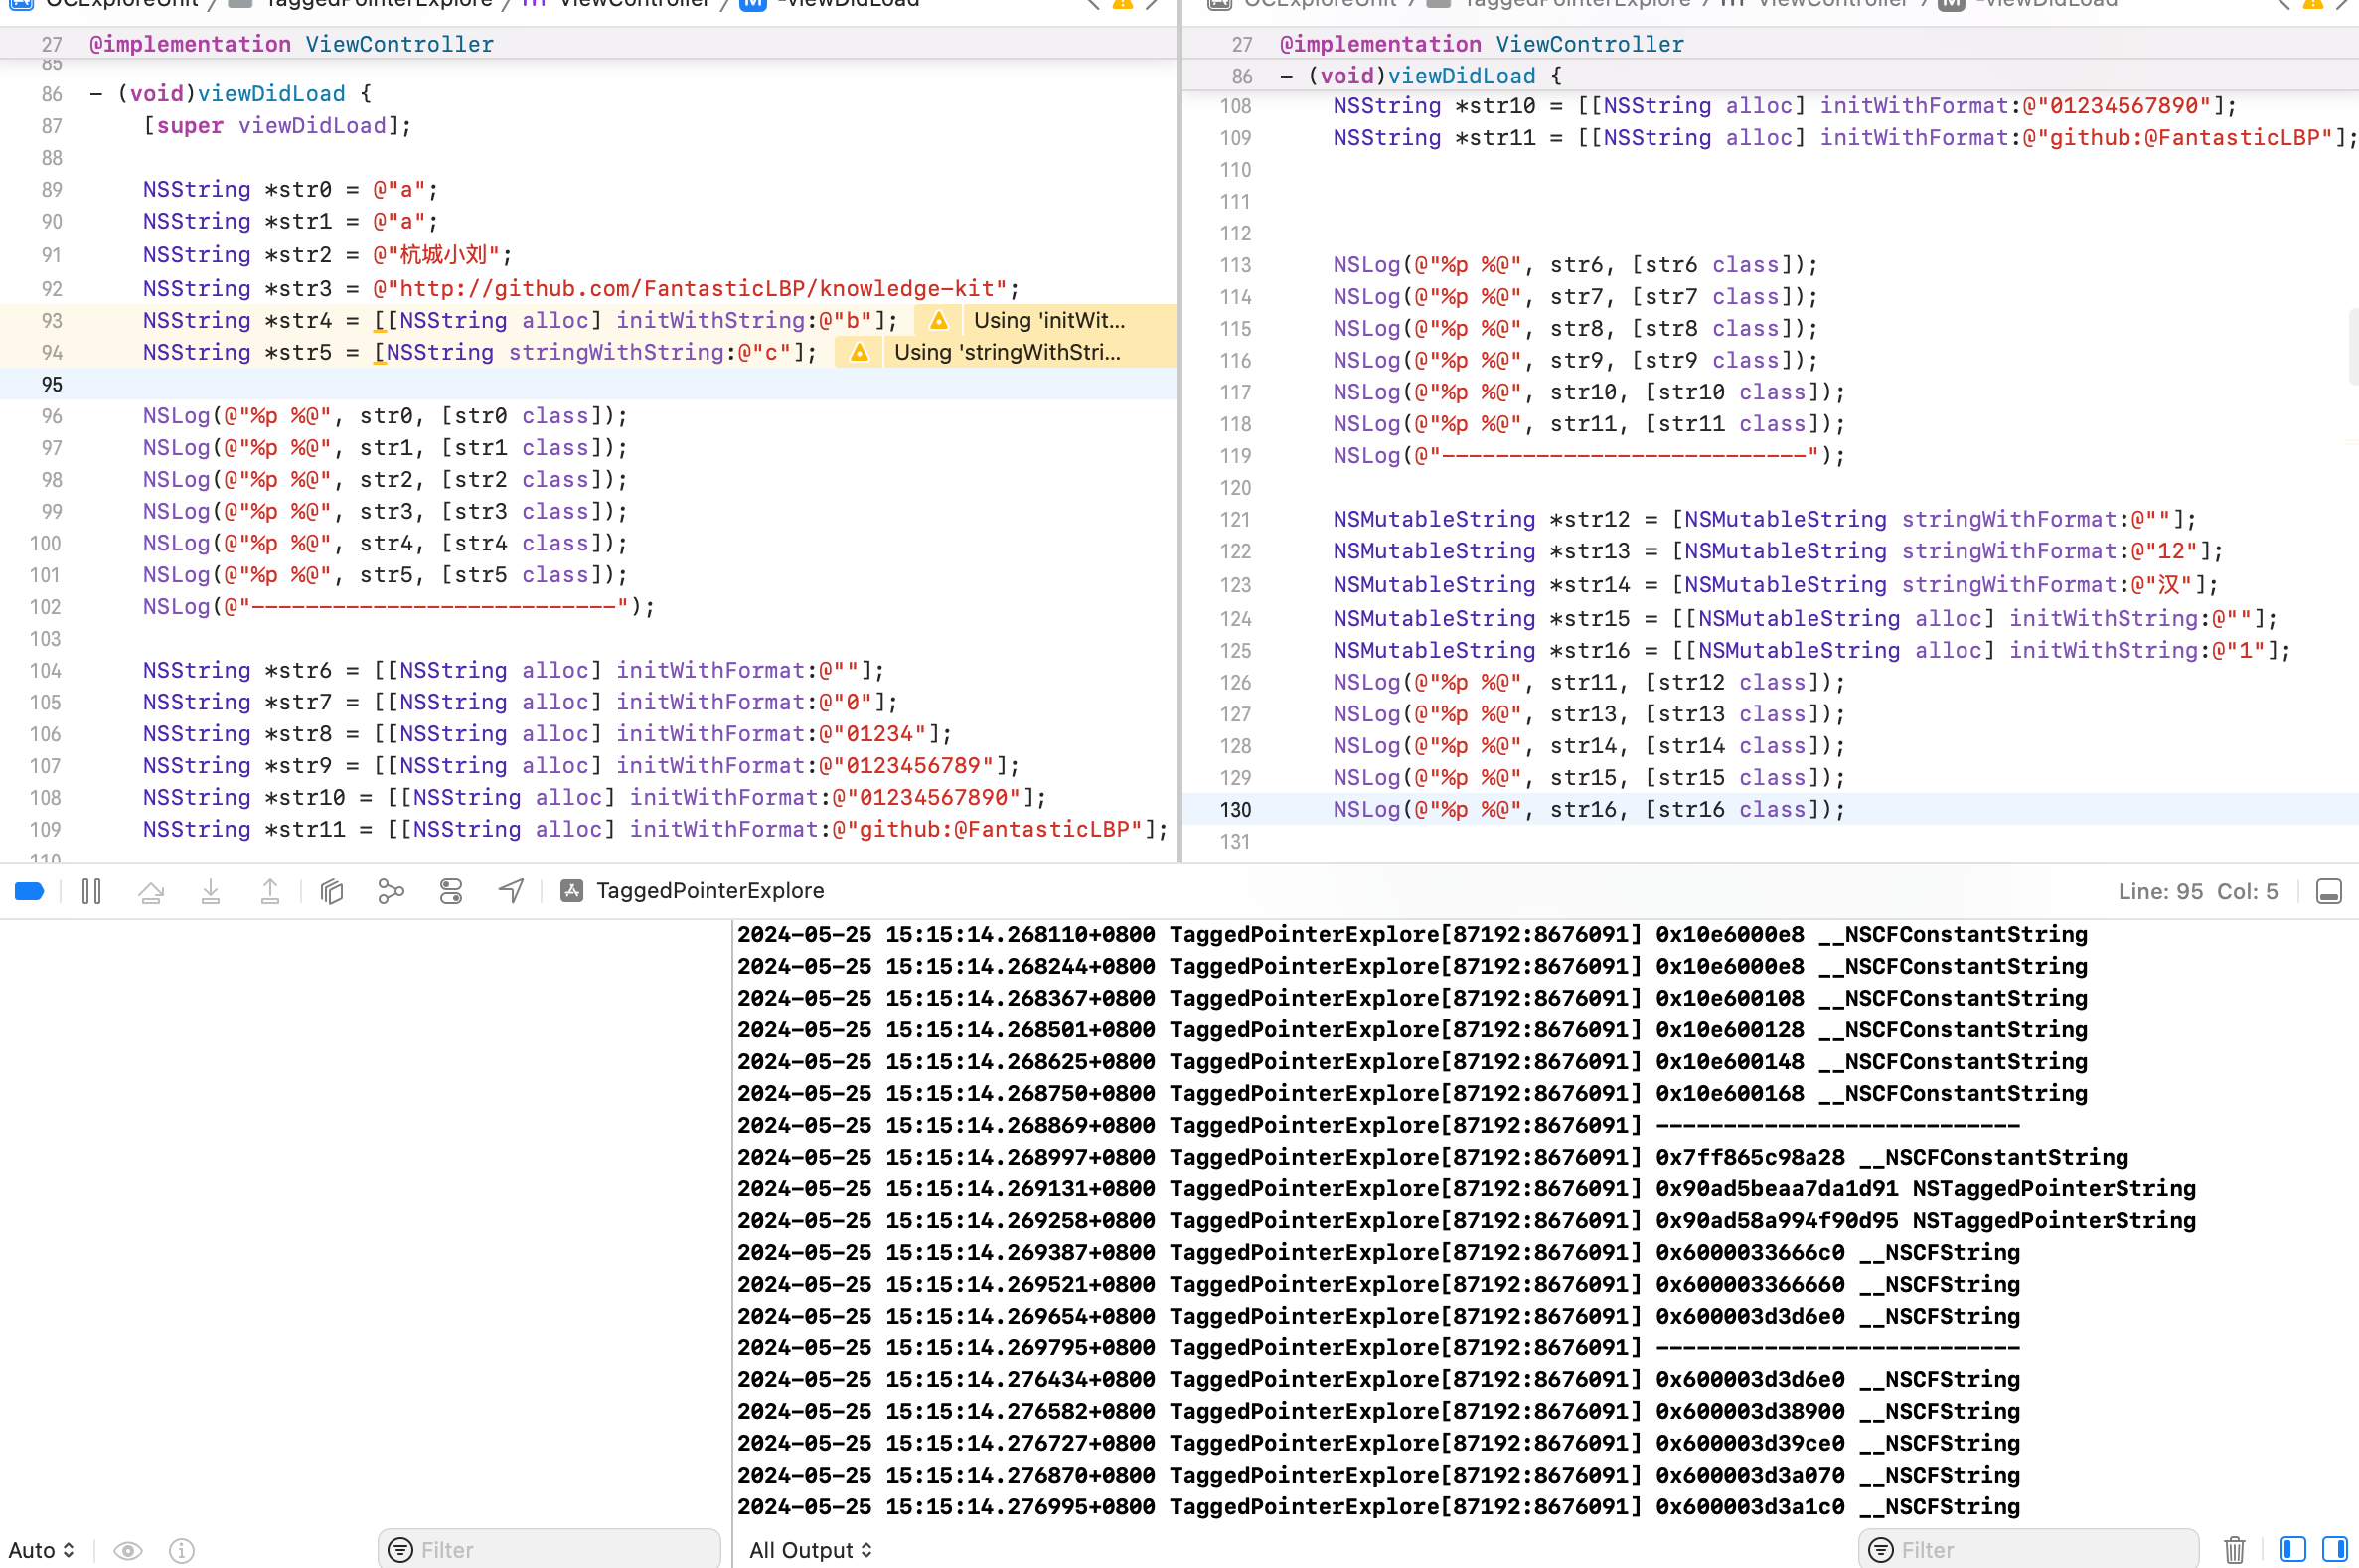 OCExploreUnit / TaggedPointerExplore / m ViewController / M -viewDidLoad
27 @implementation ViewController
85
86 - (void)viewDidLoad {
87 [super viewDidLoad];
88
89 NSString *str0 = @"a";
90 NSString *str1 = @"a";
91 NSString *str2 = @"杭城小刘";
92 NSString *str3 = @"http://github.com/FantasticLBP/knowledge-kit";
93 NSString *str4 = [[NSString alloc] initWithString:@"b"]; Using 'initWit...
94 NSString *str5 = [NSString stringWithString:@"c"]; Using 'stringWithStri...
95
96 NSLog(@"%p %@", str0, [str0 class]);
97 NSLog(@"%p %@", str1, [str1 class]);
98 NSLog(@"%p %@", str2, [str2 class]);
99 NSLog(@"%p %@", str3, [str3 class]);
100 NSLog(@"%p %@", str4, [str4 class]);
101 NSLog(@"%p %@", str5, [str5 class]);
102 NSLog(@"---------------------------");
103
104 NSString *str6 = [[NSString alloc] initWithFormat:@""];
105 NSString *str7 = [[NSString alloc] initWithFormat:@"0"];
106 NSString *str8 = [[NSString alloc] initWithFormat:@"01234"];
107 NSString *str9 = [[NSString alloc] initWithFormat:@"0123456789"];
108 NSString *str10 = [[NSString alloc] initWithFormat:@"01234567890"];
109 NSString *str11 = [[NSString alloc] initWithFormat:@"github:@FantasticLBP"];
110
OCExploreUnit / TaggedPointerExplore / m ViewController / M -viewDidLoad
27 @implementation ViewController
86 - (void)viewDidLoad {
108 NSString *str10 = [[NSString alloc] initWithFormat:@"01234567890"];
109 NSString *str11 = [[NSString alloc] initWithFormat:@"github:@FantasticLBP"];
110
111
112
113 NSLog(@"%p %@", str6, [str6 class]);
114 NSLog(@"%p %@", str7, [str7 class]);
115 NSLog(@"%p %@", str8, [str8 class]);
116 NSLog(@"%p %@", str9, [str9 class]);
117 NSLog(@"%p %@", str10, [str10 class]);
118 NSLog(@"%p %@", str11, [str11 class]);
119 NSLog(@"---------------------------");
120
121 NSMutableString *str12 = [NSMutableString stringWithFormat:@""];
122 NSMutableString *str13 = [NSMutableString stringWithFormat:@"12"];
123 NSMutableString *str14 = [NSMutableString stringWithFormat:@"汉"];
124 NSMutableString *str15 = [[NSMutableString alloc] initWithString:@""];
125 NSMutableString *str16 = [[NSMutableString alloc] initWithString:@"1"];
126 NSLog(@"%p %@", str11, [str12 class]);
127 NSLog(@"%p %@", str13, [str13 class]);
128 NSLog(@"%p %@", str14, [str14 class]);
129 NSLog(@"%p %@", str15, [str15 class]);
130 NSLog(@"%p %@", str16, [str16 class]);
131
TaggedPointerExplore
Line: 95 Col: 5
2024-05-25 15:15:14.268110+0800 TaggedPointerExplore[87192:8676091] 0x10e6000e8 __NSCFConstantString
2024-05-25 15:15:14.268244+0800 TaggedPointerExplore[87192:8676091] 0x10e6000e8 __NSCFConstantString
2024-05-25 15:15:14.268367+0800 TaggedPointerExplore[87192:8676091] 0x10e600108 __NSCFConstantString
2024-05-25 15:15:14.268501+0800 TaggedPointerExplore[87192:8676091] 0x10e600128 __NSCFConstantString
2024-05-25 15:15:14.268625+0800 TaggedPointerExplore[87192:8676091] 0x10e600148 __NSCFConstantString
2024-05-25 15:15:14.268750+0800 TaggedPointerExplore[87192:8676091] 0x10e600168 __NSCFConstantString
2024-05-25 15:15:14.268869+0800 TaggedPointerExplore[87192:8676091] ---------------------------
2024-05-25 15:15:14.268997+0800 TaggedPointerExplore[87192:8676091] 0x7ff865c98a28 __NSCFConstantString
2024-05-25 15:15:14.269131+0800 TaggedPointerExplore[87192:8676091] 0x90ad5beaa7da1d91 NSTaggedPointerString
2024-05-25 15:15:14.269258+0800 TaggedPointerExplore[87192:8676091] 0x90ad58a994f90d95 NSTaggedPointerString
2024-05-25 15:15:14.269387+0800 TaggedPointerExplore[87192:8676091] 0x6000033666c0 __NSCFString
2024-05-25 15:15:14.269521+0800 TaggedPointerExplore[87192:8676091] 0x600003366660 __NSCFString
2024-05-25 15:15:14.269654+0800 TaggedPointerExplore[87192:8676091] 0x600003d3d6e0 __NSCFString
2024-05-25 15:15:14.269795+0800 TaggedPointerExplore[87192:8676091] ---------------------------
2024-05-25 15:15:14.276434+0800 TaggedPointerExplore[87192:8676091] 0x600003d3d6e0 __NSCFString
2024-05-25 15:15:14.276582+0800 TaggedPointerExplore[87192:8676091] 0x600003d38900 __NSCFString
2024-05-25 15:15:14.276727+0800 TaggedPointerExplore[87192:8676091] 0x600003d39ce0 __NSCFString
2024-05-25 15:15:14.276870+0800 TaggedPointerExplore[87192:8676091] 0x600003d3a070 __NSCFString
2024-05-25 15:15:14.276995+0800 TaggedPointerExplore[87192:8676091] 0x600003d3a1c0 __NSCFString
Auto Filter All Output Filter